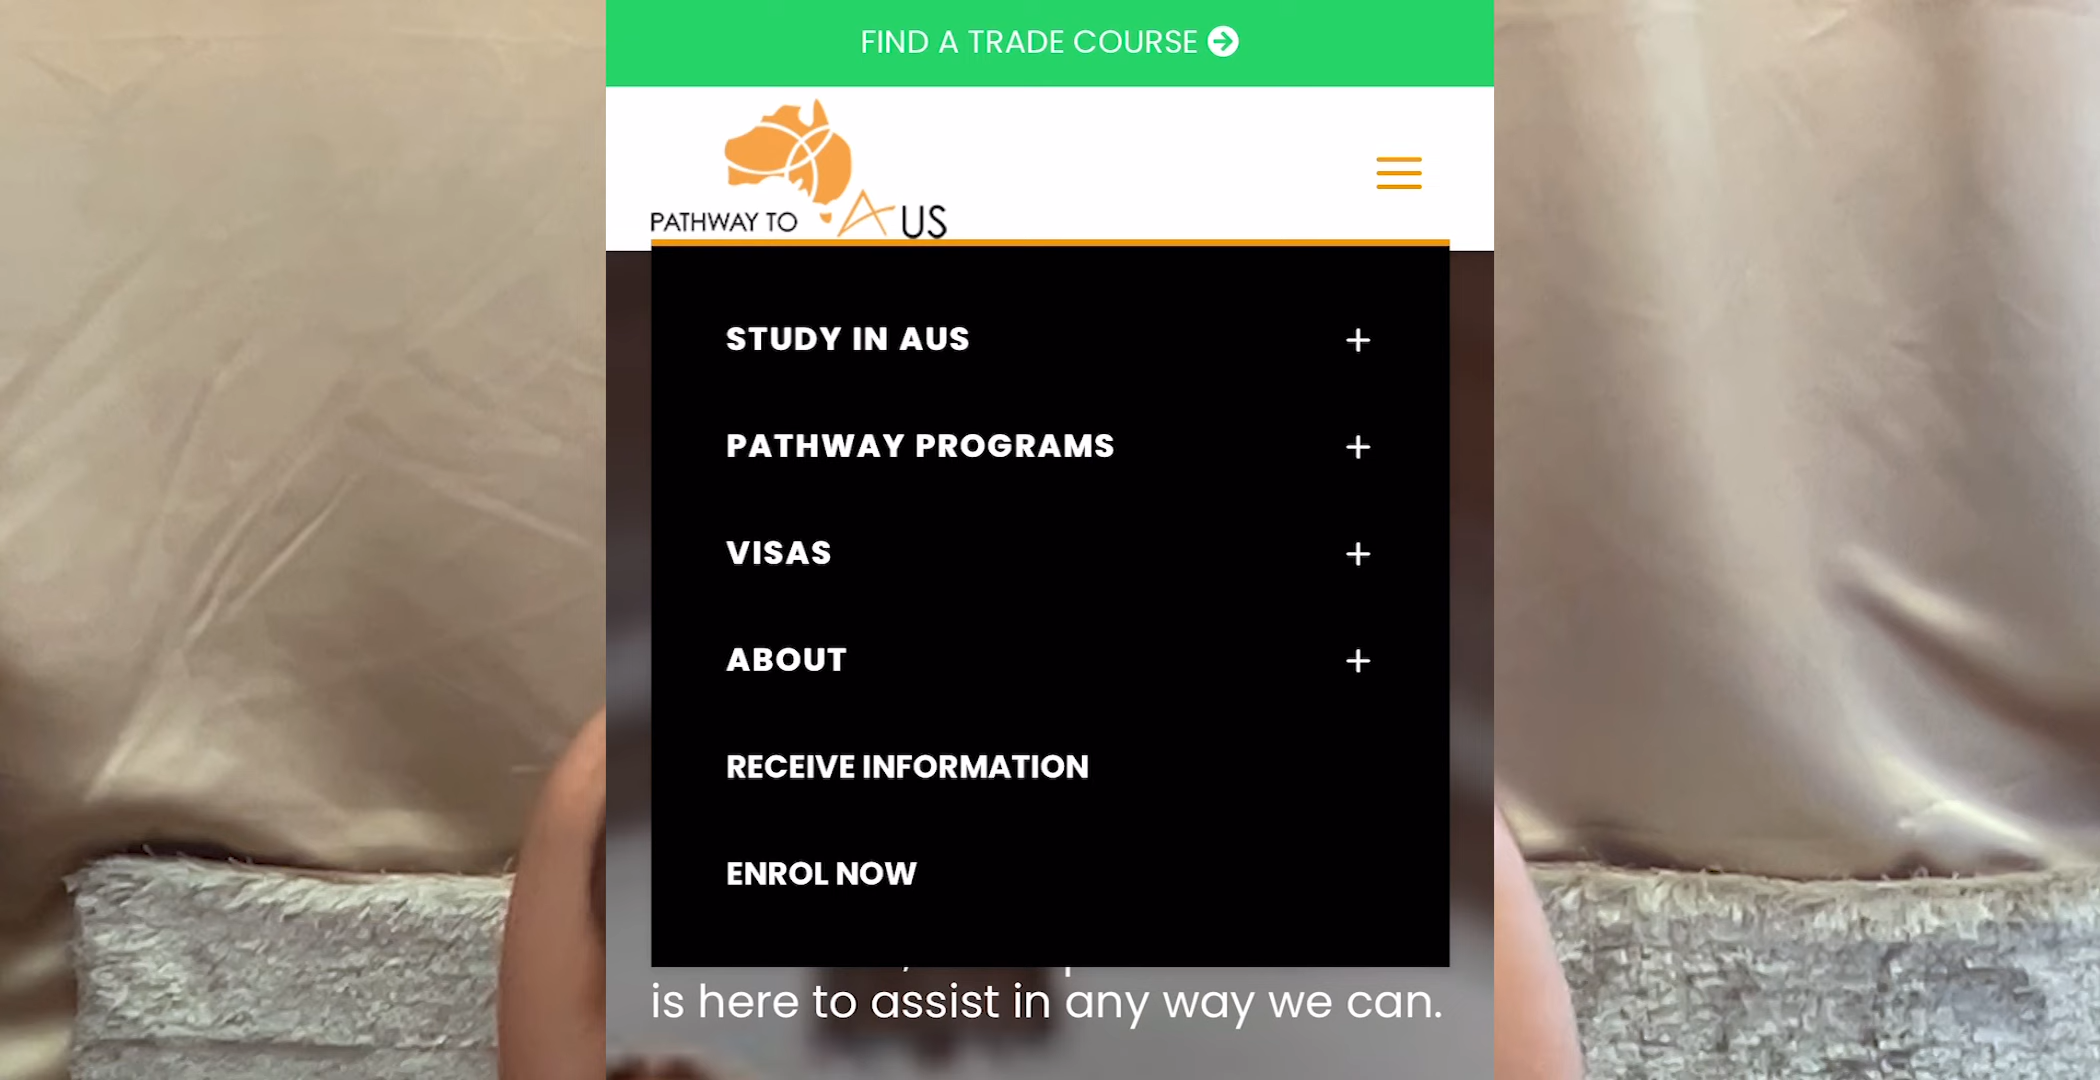 FIND A TRADE COURSE
PATHWAY TO AUS
STUDY IN AUS
PATHWAY PROGRAMS
VISAS
ABOUT
RECEIVE INFORMATION
ENROL NOW
is here to assist in any way we can.